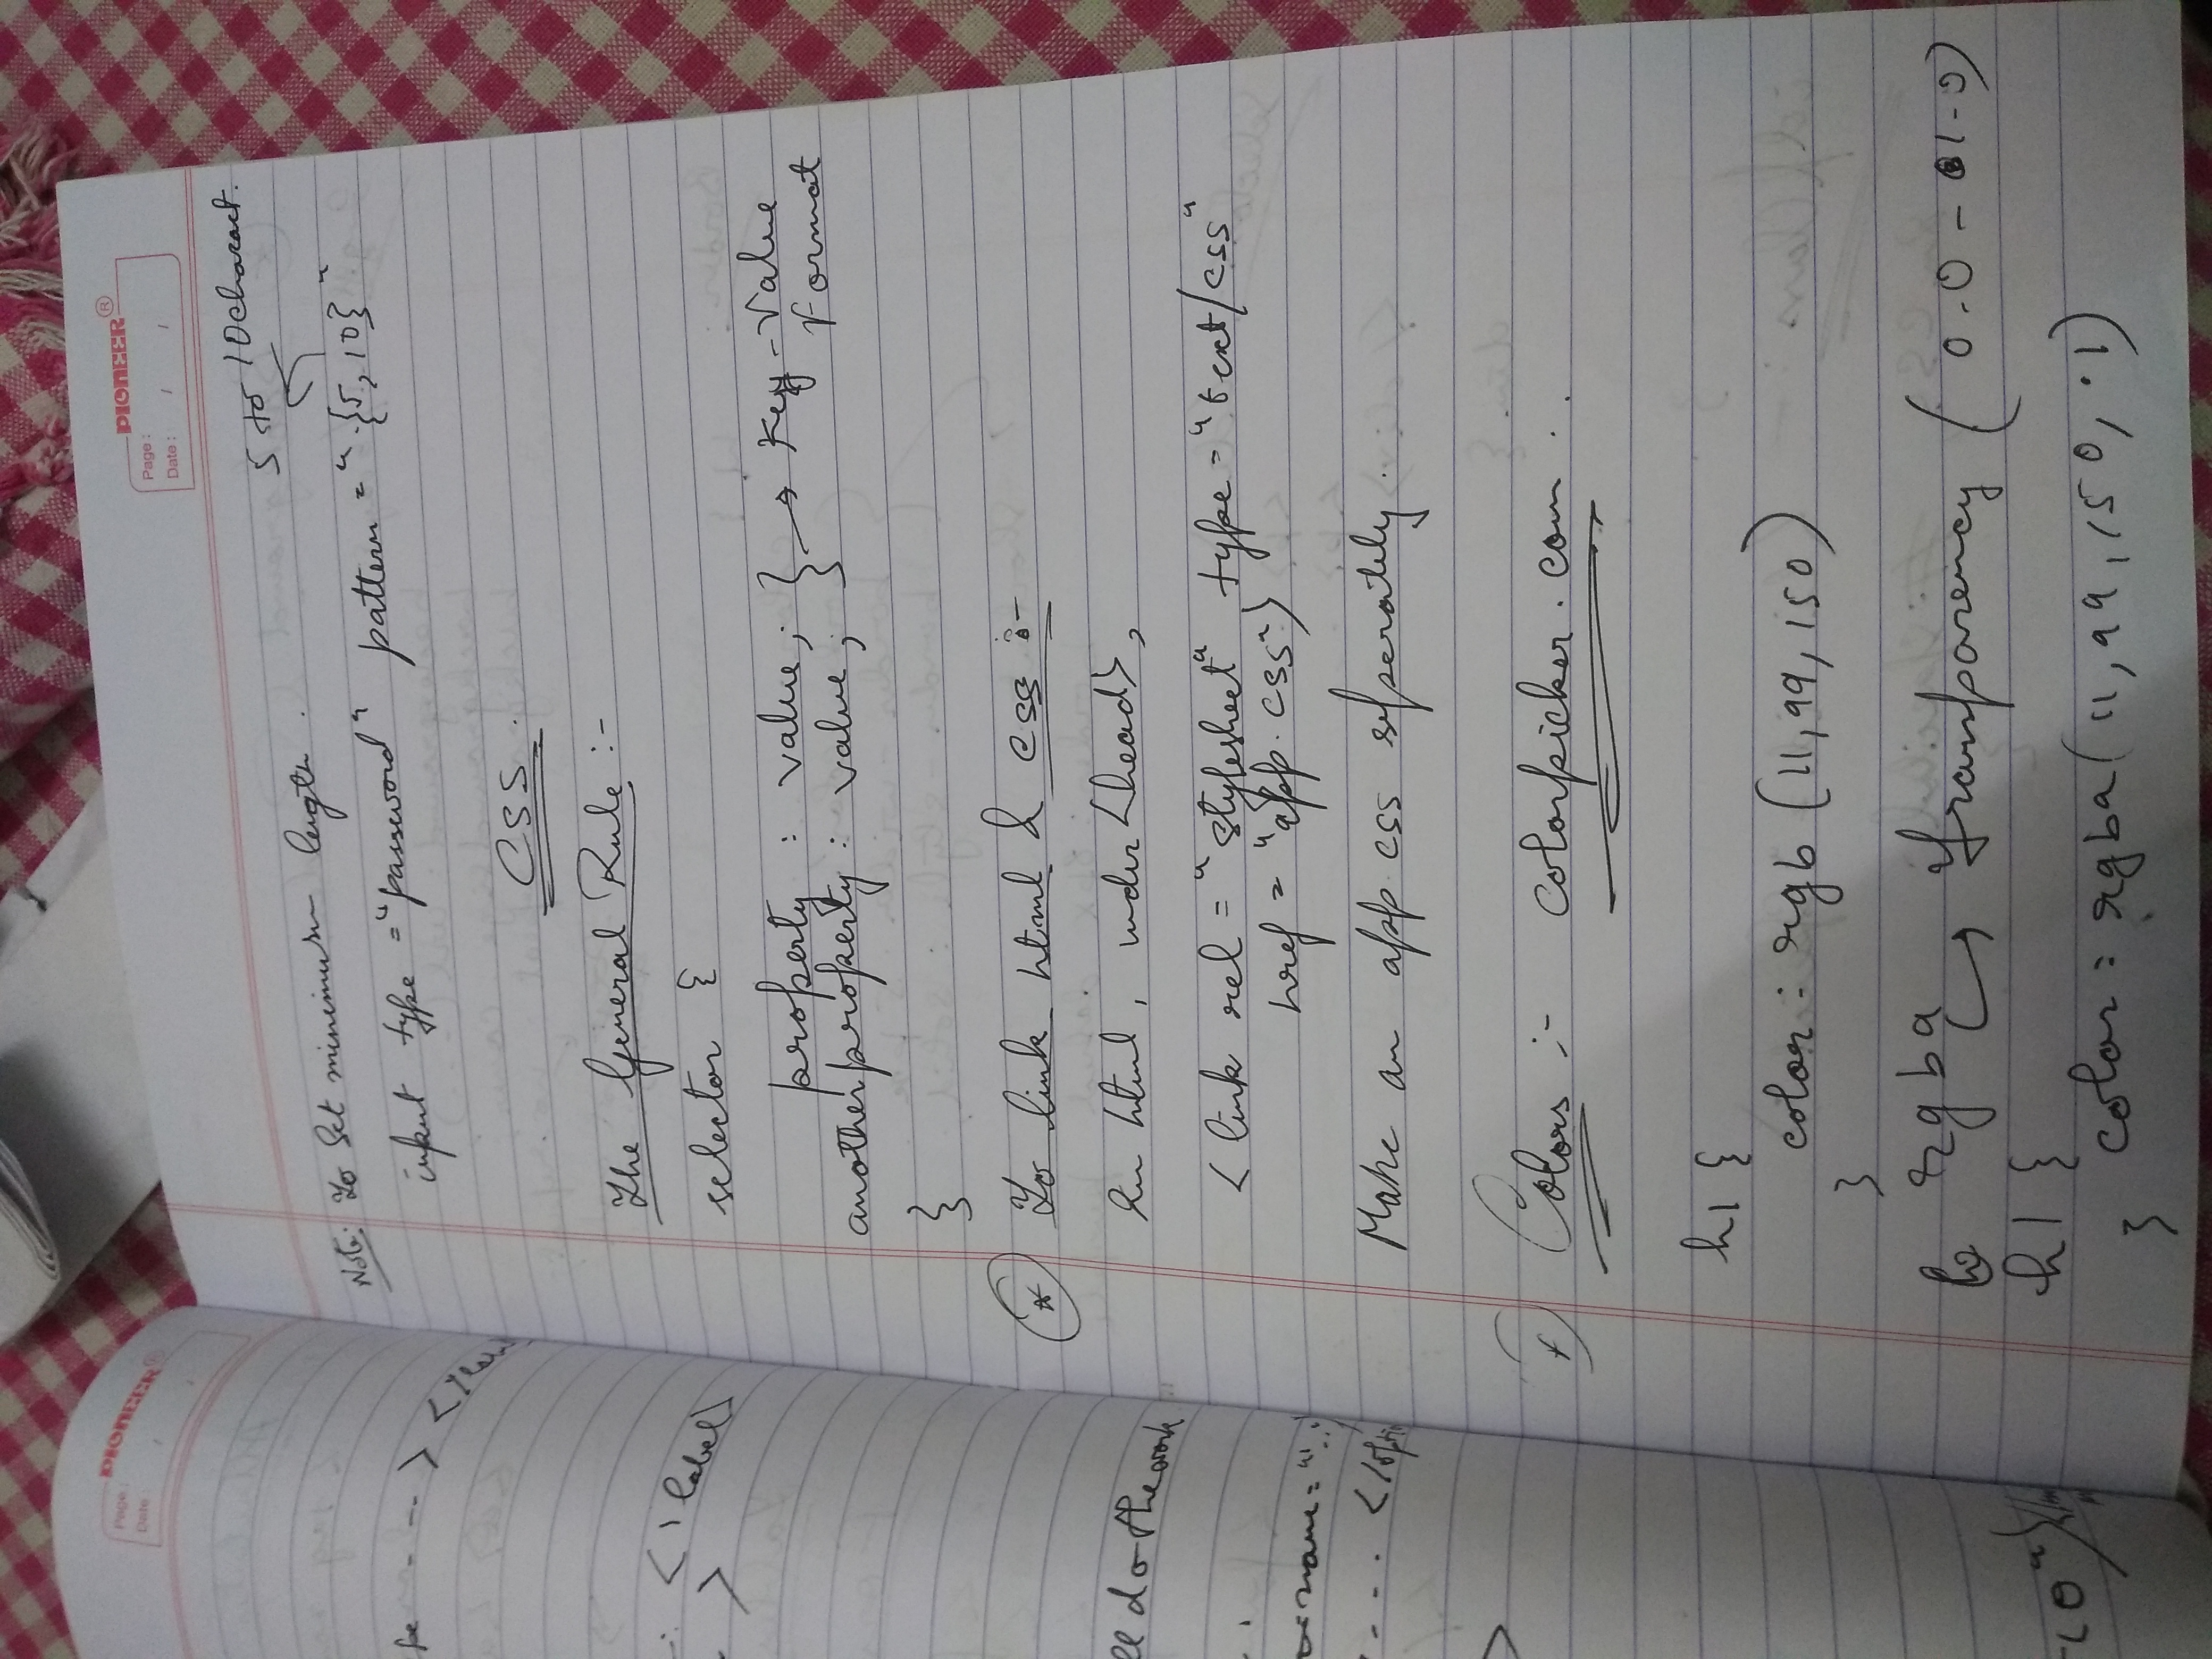 PIONEER
Page :
Date : / /
pe - -- > <
: < \ label>
>
ll do the work
name = "..
---- </optio
>
PIONEER®
Page :
Date : / /
5 to 10 charact.
Note: To Set minimum length .
input type = "password" pattern = ".{5, 10}"
CSS .
The General Rule :-
selector {
property : value ; } → Key-Value
another property : value ; Format
}
* To link html & css :-
In html, under <head>,
< link rel = "stylesheet" type = "text/css"
href = "app.css">
Make an app css seperately .
Colors :- colorpicker . com . .
h1 {
color : rgb (11, 99, 150)
}
rgba → Transparency ( 0.0 - 1.0)
h1 {
color : rgba( 11, 99, 150, .1)
}